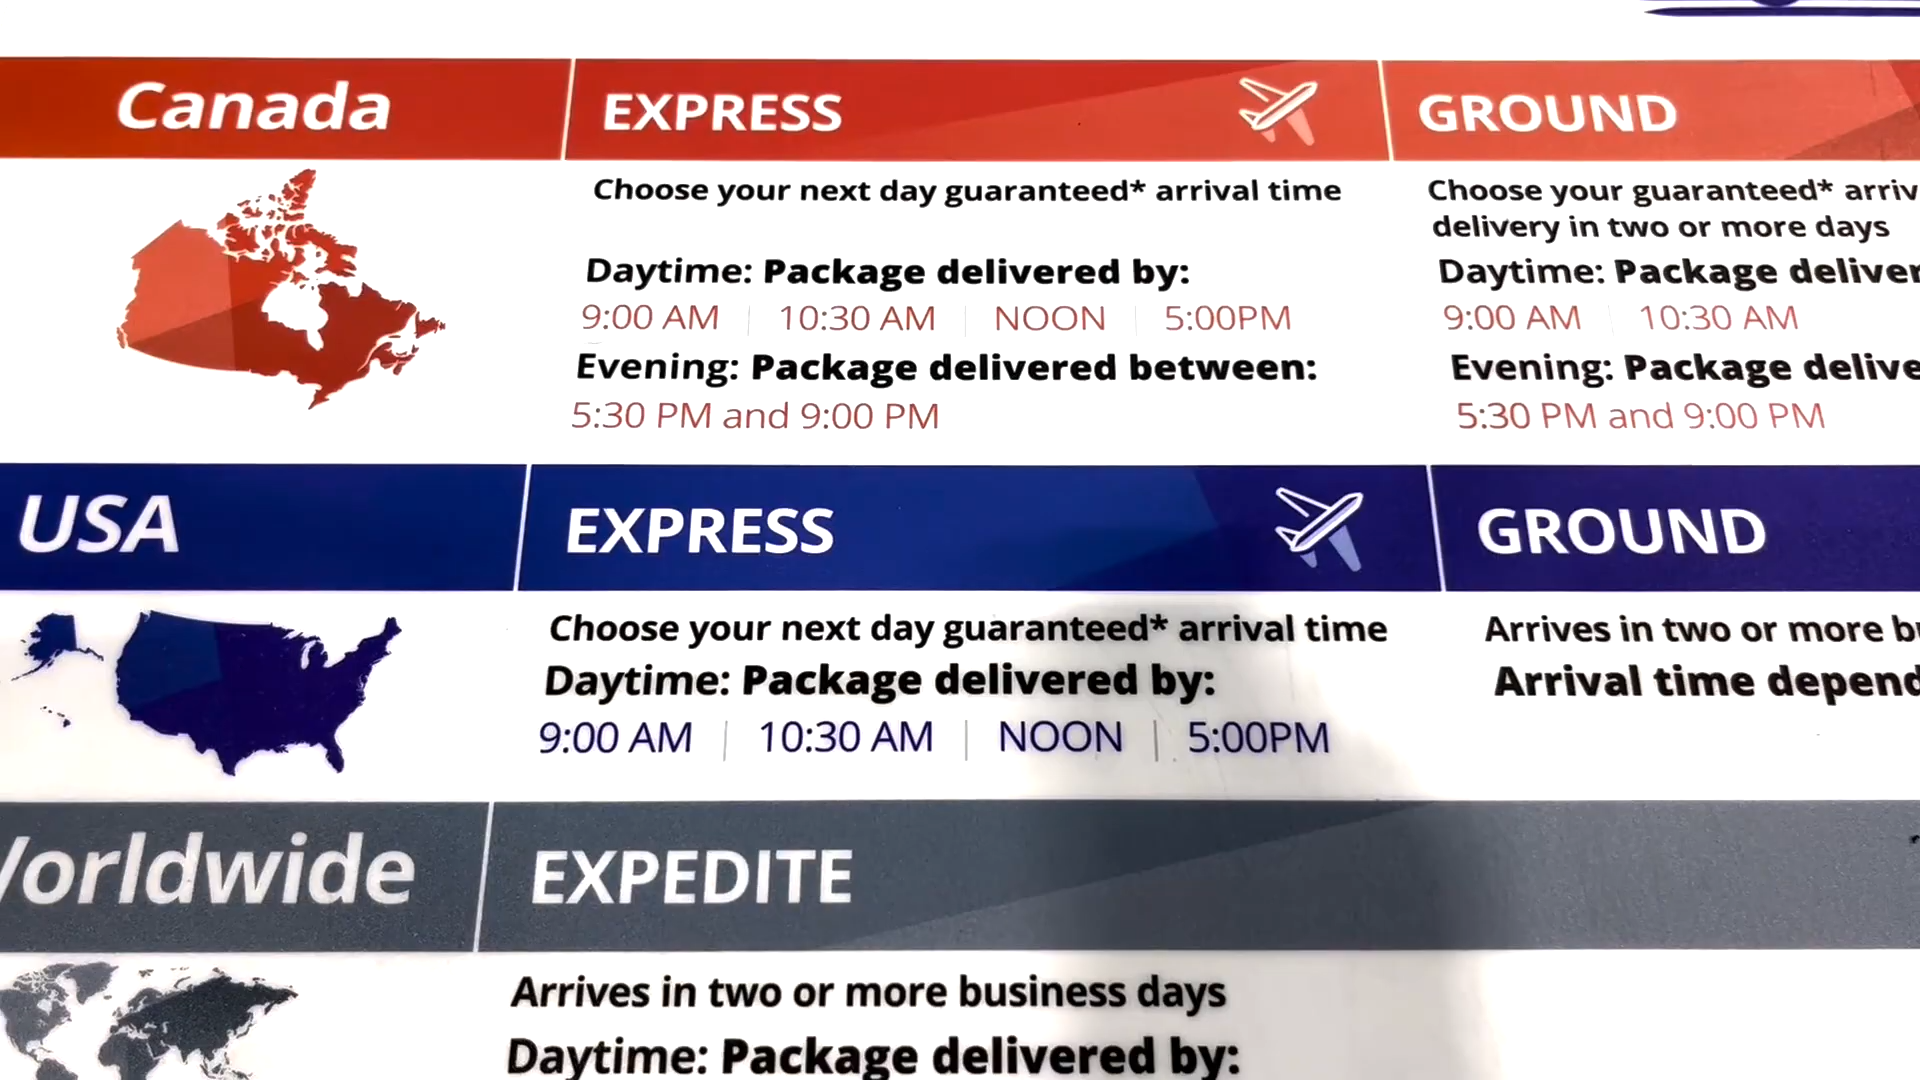 Canada
EXPRESS
GROUND
Choose your next day guaranteed* arrival time
Choose your guaranteed*
delivery in two or more days
Daytime: Package delivered by:
9:00 AM | 10:30 AM | NOON | 5:00PM
Evening: Package delivered between:
5:30 PM and 9:00 PM
Daytime: Package
9:00 AM | 10:30 AM
Evening: Package
5:30 PM and 9:00 PM
USA
EXPRESS
GROUND
Choose your next day guaranteed* arrival time
Daytime: Package delivered by:
9:00 AM | 10:30 AM | NOON | 5:00PM
Arrives in two or more
Arrival time
orldwide
EXPEDITE
Arrives in two or more business days
Daytime: Package delivered by: